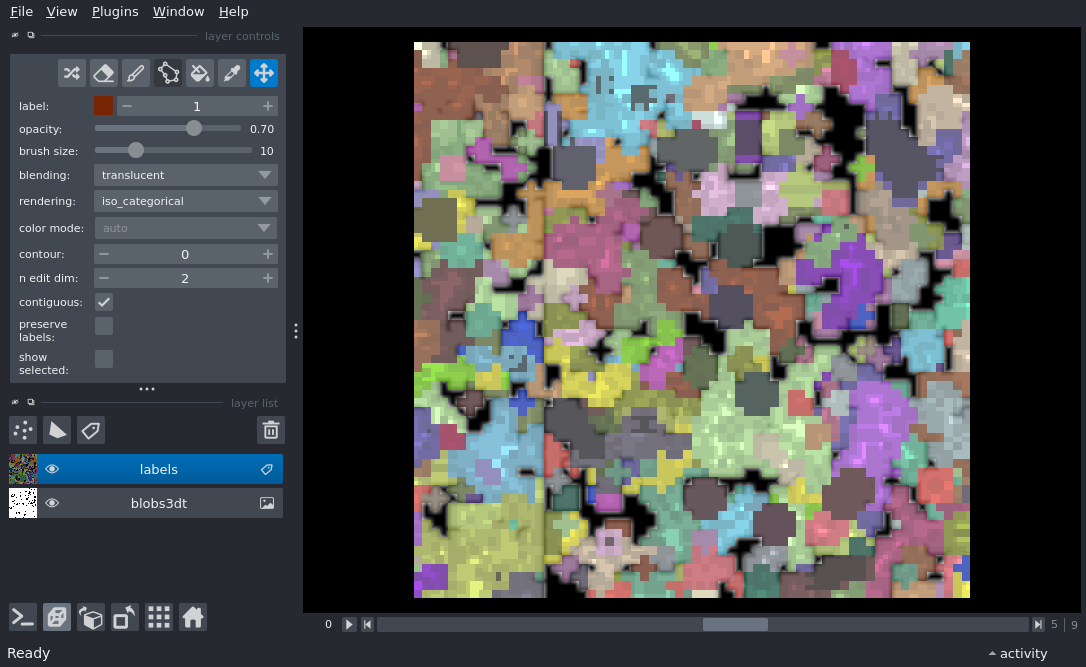 File View Plugins Window Help
layer controls
label: 1
opacity: 0.70
brush size: 10
blending: translucent
rendering: iso_categorical
color mode: auto
contour: 0
n edit dim: 2
contiguous:
preserve
labels:
show
selected:
layer list
labels
blobs3dt
0 5 | 9
Ready activity